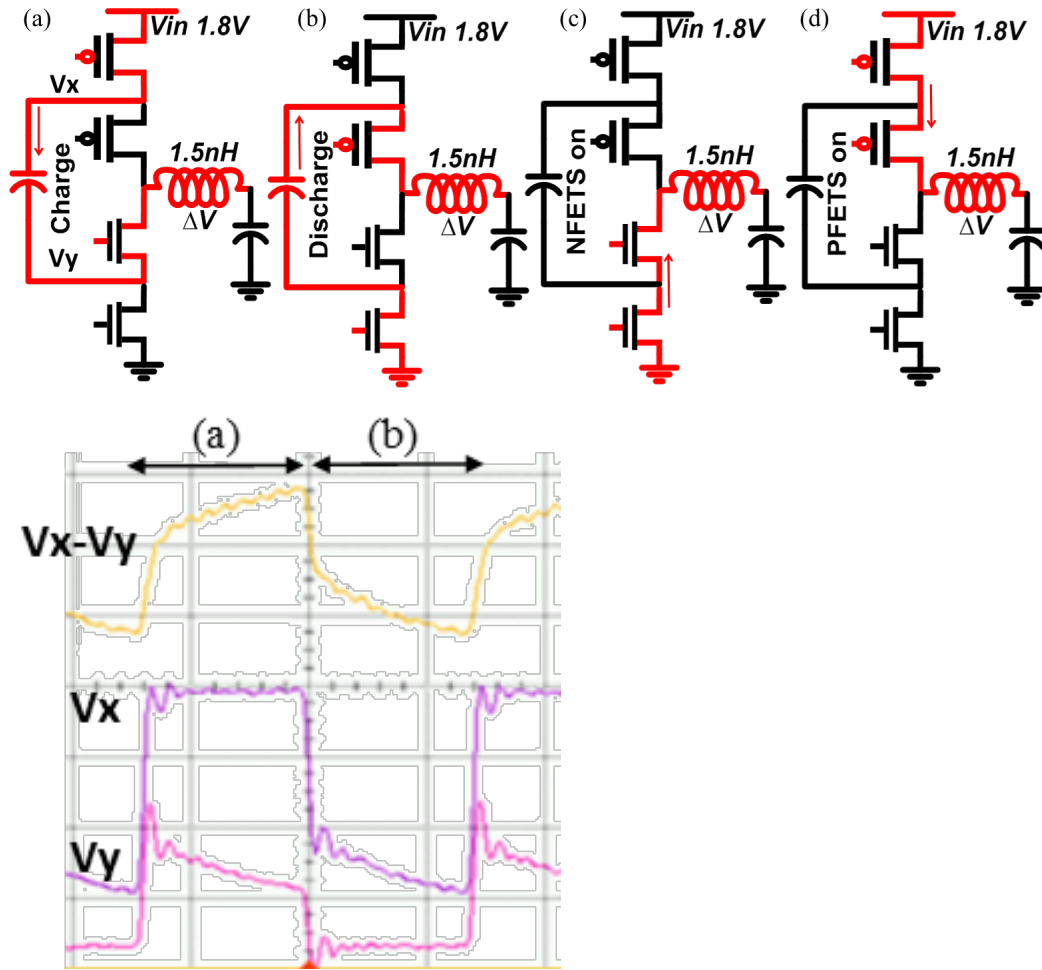 (a)
Vin 1.8V
Vx
Charge
1.5nH
ΔV
Vy
(b)
Vin 1.8V
Discharge
1.5nH
ΔV
(c)
Vin 1.8V
NFETS on
1.5nH
ΔV
(d)
Vin 1.8V
PFETS on
1.5nH
ΔV
(a) (b)
Vx-Vy
Vx
Vy